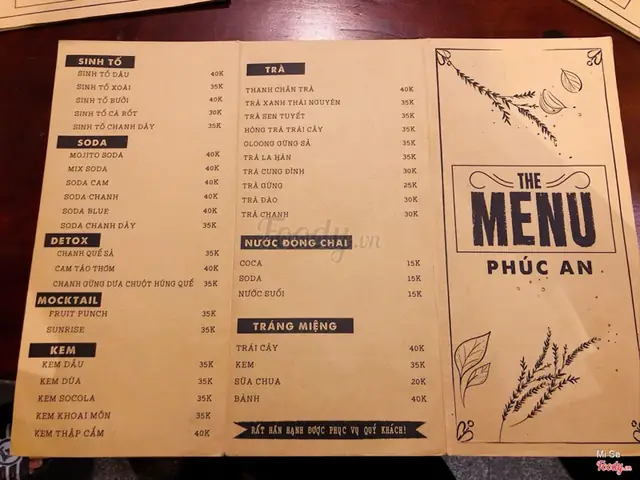 SINH TỐ
SINH TỐ DÂU 40K
SINH TỐ XOÀI 35K
SINH TỐ BƯỞI 40K
SINH TỐ CÀ RỐT 30K
SINH TỐ CHANH DÂY 35K
SODA
MOJITO SODA 40K
MIX SODA 40K
SODA CAM 40K
SODA CHANH 40K
SODA BLUE 40K
SODA CHANH DÂY 35K
DETOX
CHANH QUẾ SẢ 35K
CAM TÁO THƠM 40K
CHANH GỪNG DƯA CHUỘT HÚNG QUẾ 35K
MOCKTAIL
FRUIT PUNCH 40K
SUNRISE 35K
KEM
KEM DÂU 35K
KEM DỪA 35K
KEM SOCOLA 35K
KEM KHOAI MÔN 35K
KEM THẬP CẨM 40K
TRÀ
THANH CHÂN TRÀ 40K
TRÀ XANH THÁI NGUYÊN 35K
TRÀ SEN TUYẾT 35K
HỒNG TRÀ TRÁI CÂY 35K
OLOONG GỪNG SẢ 35K
TRÀ LA HÁN 35K
TRÀ CUNG ĐÌNH 30K
TRÀ GỪNG 25K
TRÀ ĐÀO 30K
TRÀ CHANH 30K
NƯỚC ĐÓNG CHAI
COCA 15K
SODA 15K
NƯỚC SUỐI 15K
TRÁNG MIỆNG
TRÁI CÂY 40K
KEM 35K
SỮA CHUA 20K
BÁNH 40K
RẤT HÂN HẠNH ĐƯỢC PHỤC VỤ QUÝ KHÁCH!
THE
MENU
PHÚC AN
Foody.vn
Mi Sa
Foody.vn